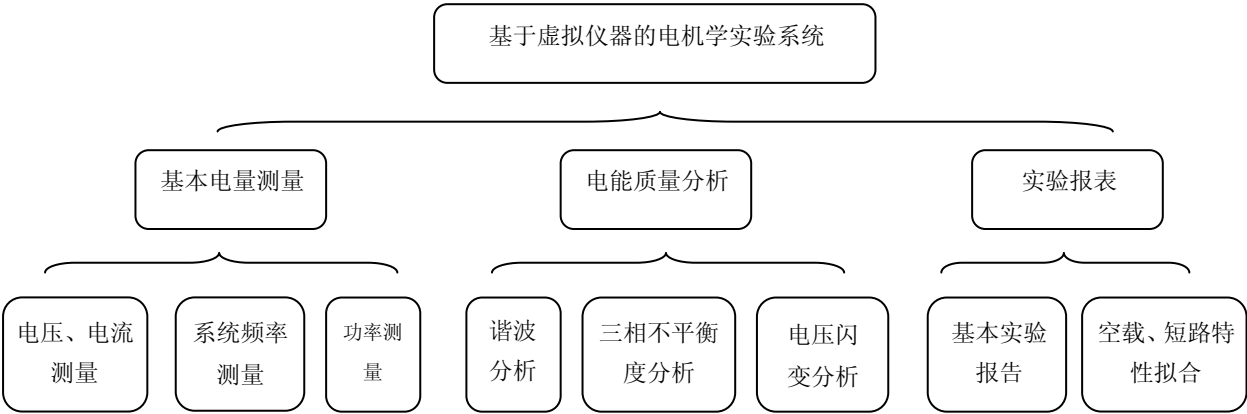 基于虚拟仪器的电机学实验系统
基本电量测量
电能质量分析
实验报表
电压、电流
测量
系统频率
测量
功率测
量
谐波
分析
三相不平衡
度分析
电压闪
变分析
基本实验
报告
空载、短路特
性拟合